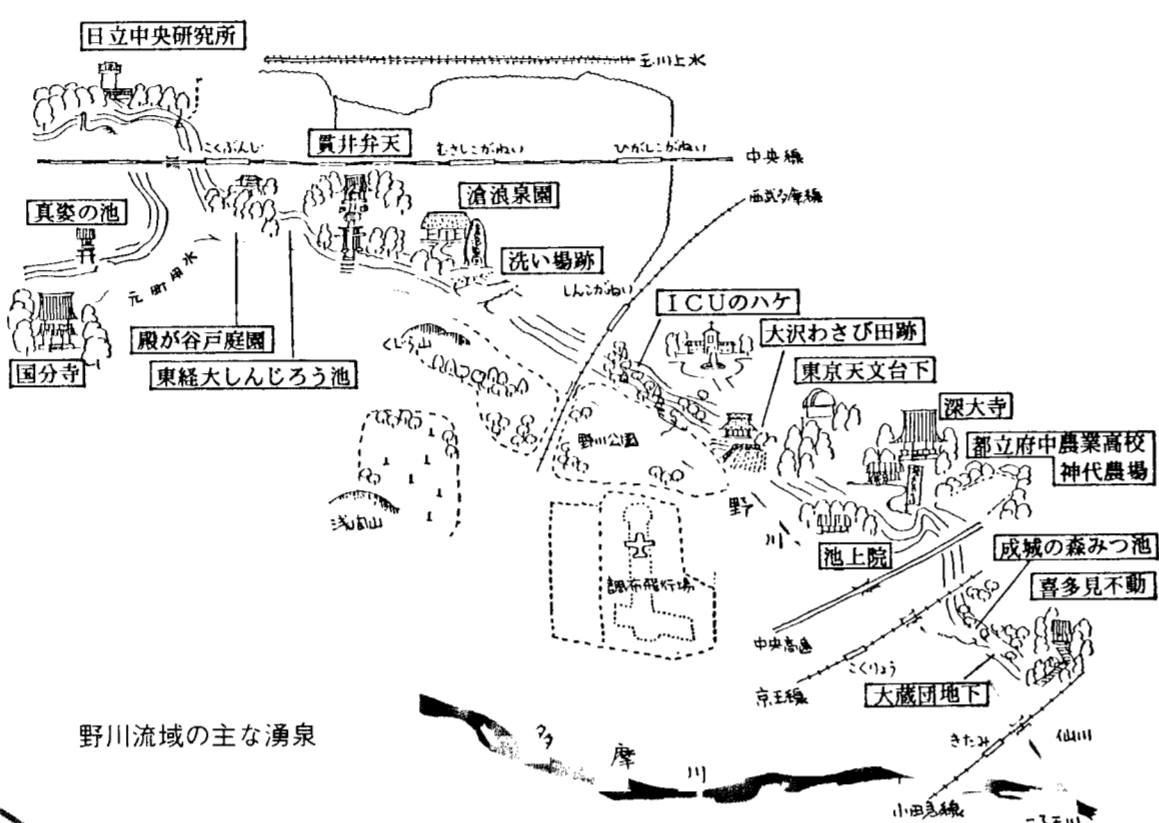 日立中央研究所
玉川上水
こくぶんじ
貫井弁天
むさしこがねい
ひがしこがねい
中央線
滄浪泉園
西武多摩線
真姿の池
洗い場跡
元町用水
しんこがねい
ICUのハケ
大沢わさび田跡
殿が谷戸庭園
くじら山
国分寺
東経大しんじろう池
東京天文台下
深大寺
野川公園
都立府中農業高校
神代農場
浅間山
野川
池上院
成城の森みつ池
調布飛行場
喜多見不動
中央高速
こくりょう
京王線
大蔵団地下
野川流域の主な湧泉
多摩川
きたみ
仙川
小田急線